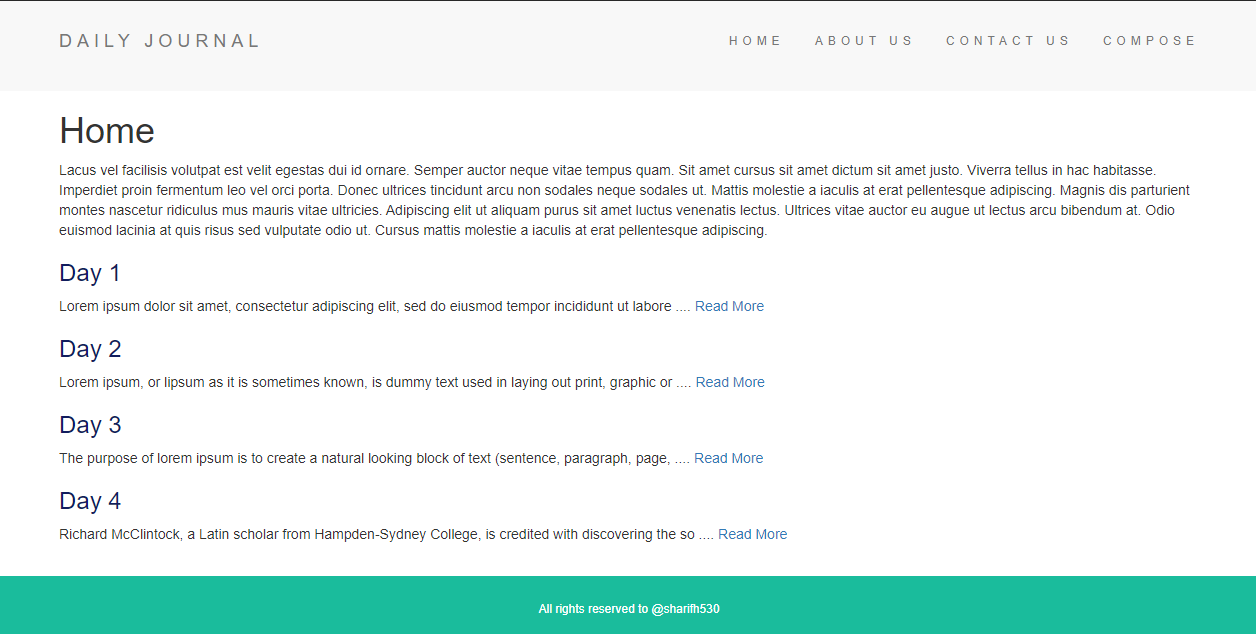 DAILY JOURNAL
HOME ABOUT US CONTACT US COMPOSE
Home
Lacus vel facilisis volutpat est velit egestas dui id ornare. Semper auctor neque vitae tempus quam. Sit amet cursus sit amet dictum sit amet justo. Viverra tellus in hac habitasse.
Imperdiet proin fermentum leo vel orci porta. Donec ultrices tincidunt arcu non sodales neque sodales ut. Mattis molestie a iaculis at erat pellentesque adipiscing. Magnis dis parturient
montes nascetur ridiculus mus mauris vitae ultricies. Adipiscing elit ut aliquam purus sit amet luctus venenatis lectus. Ultrices vitae auctor eu augue ut lectus arcu bibendum at. Odio
euismod lacinia at quis risus sed vulputate odio ut. Cursus mattis molestie a iaculis at erat pellentesque adipiscing.
Day 1
Lorem ipsum dolor sit amet, consectetur adipiscing elit, sed do eiusmod tempor incididunt ut labore .... Read More
Day 2
Lorem ipsum, or lipsum as it is sometimes known, is dummy text used in laying out print, graphic or .... Read More
Day 3
The purpose of lorem ipsum is to create a natural looking block of text (sentence, paragraph, page, .... Read More
Day 4
Richard McClintock, a Latin scholar from Hampden-Sydney College, is credited with discovering the so .... Read More
All rights reserved to @sharifh530